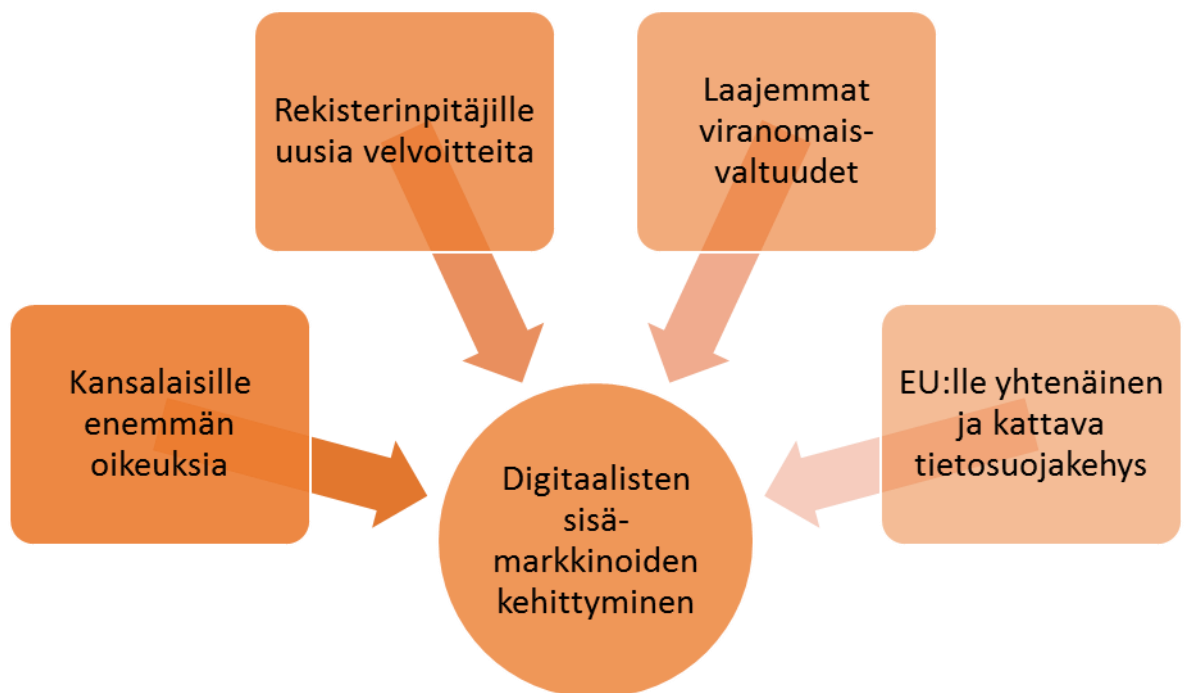 Rekisterinpitäjille
uusia velvoitteita
Laajemmat
viranomais-
valtuudet
Kansalaisille
enemmän
oikeuksia
EU:lle yhtenäinen
ja kattava
tietosuojakehys
Digitaalisten
sisä-
markkinoiden
kehittyminen